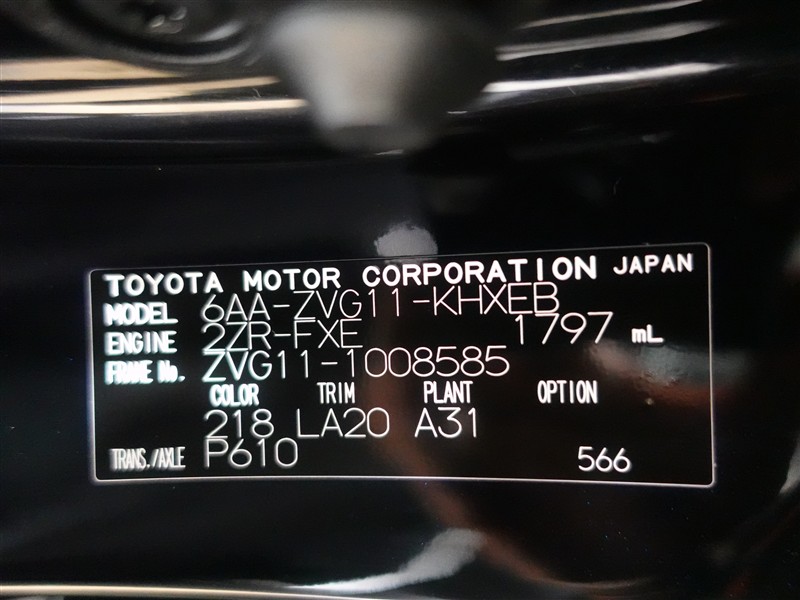 TOYOTA MOTOR CORPORATION JAPAN
MODEL 6AA-ZVG11-KHXEB
ENGINE 2ZR-FXE 1797 mL
FRAME No. ZVG11-1008585
COLOR TRIM PLANT OPTION
218 LA20 A31
TRANS./AXLE P610 566